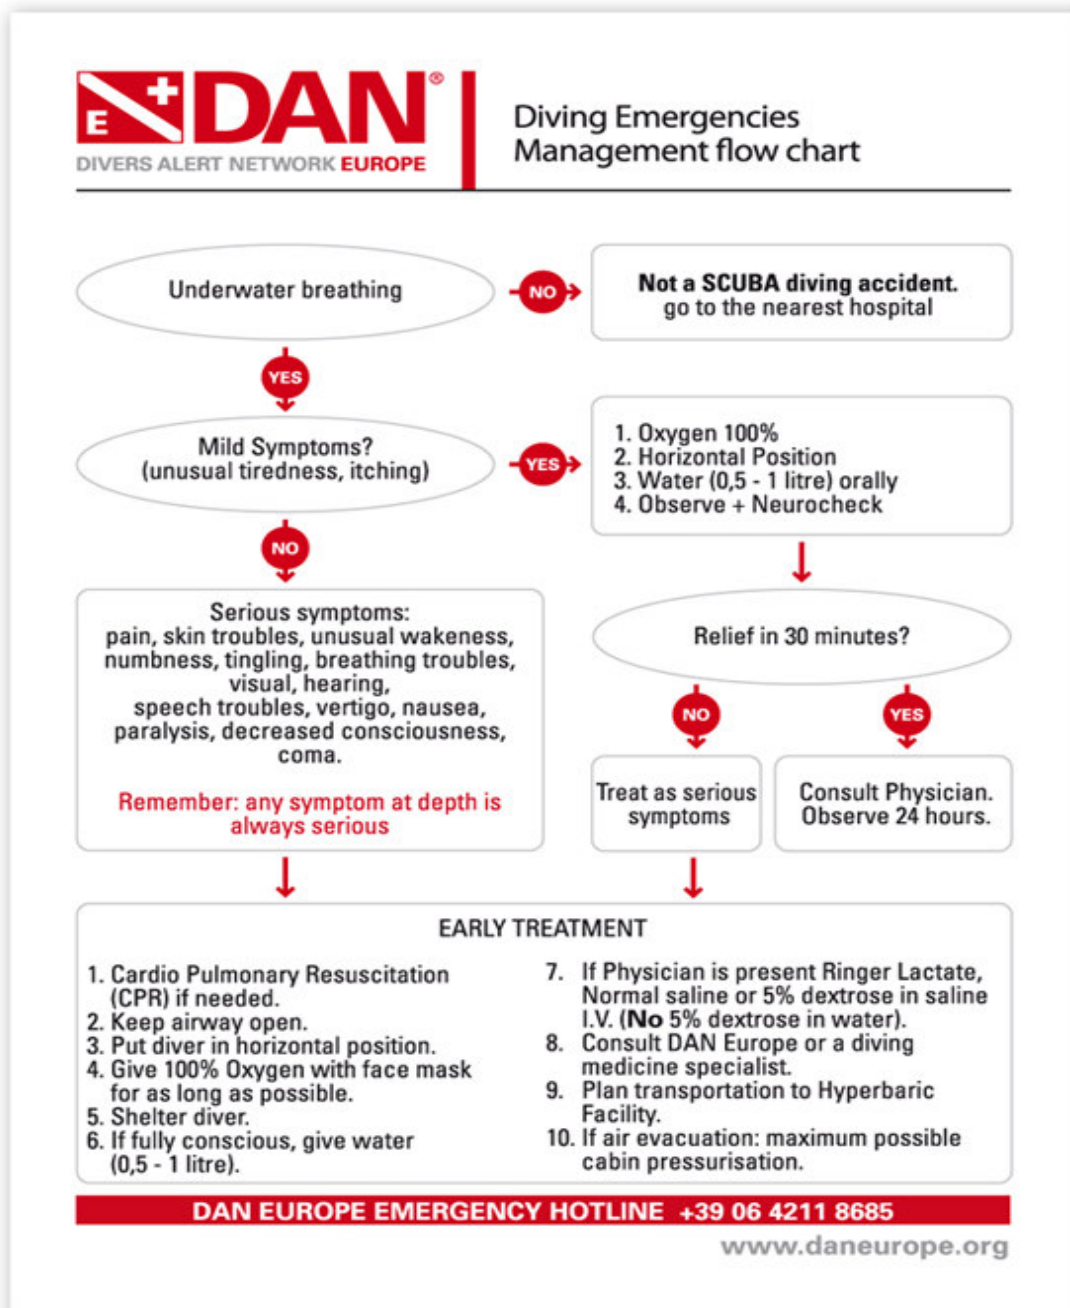 E
DAN®
DIVERS ALERT NETWORK EUROPE
Diving Emergencies
Management flow chart
Underwater breathing
NO
Not a SCUBA diving accident.
go to the nearest hospital
YES
Mild Symptoms?
(unusual tiredness, itching)
YES
1. Oxygen 100%
2. Horizontal Position
3. Water (0,5 - 1 litre) orally
4. Observe + Neurocheck
NO
Serious symptoms:
pain, skin troubles, unusual wakeness,
numbness, tingling, breathing troubles,
visual, hearing,
speech troubles, vertigo, nausea,
paralysis, decreased consciousness,
coma.
Remember: any symptom at depth is
always serious
Relief in 30 minutes?
NO
YES
Treat as serious
symptoms
Consult Physician.
Observe 24 hours.
EARLY TREATMENT
1. Cardio Pulmonary Resuscitation
(CPR) if needed.
2. Keep airway open.
3. Put diver in horizontal position.
4. Give 100% Oxygen with face mask
for as long as possible.
5. Shelter diver.
6. If fully conscious, give water
(0,5 - 1 litre).
7. If Physician is present Ringer Lactate,
Normal saline or 5% dextrose in saline
I.V. (No 5% dextrose in water).
8. Consult DAN Europe or a diving
medicine specialist.
9. Plan transportation to Hyperbaric
Facility.
10. If air evacuation: maximum possible
cabin pressurisation.
DAN EUROPE EMERGENCY HOTLINE +39 06 4211 8685
www.daneurope.org